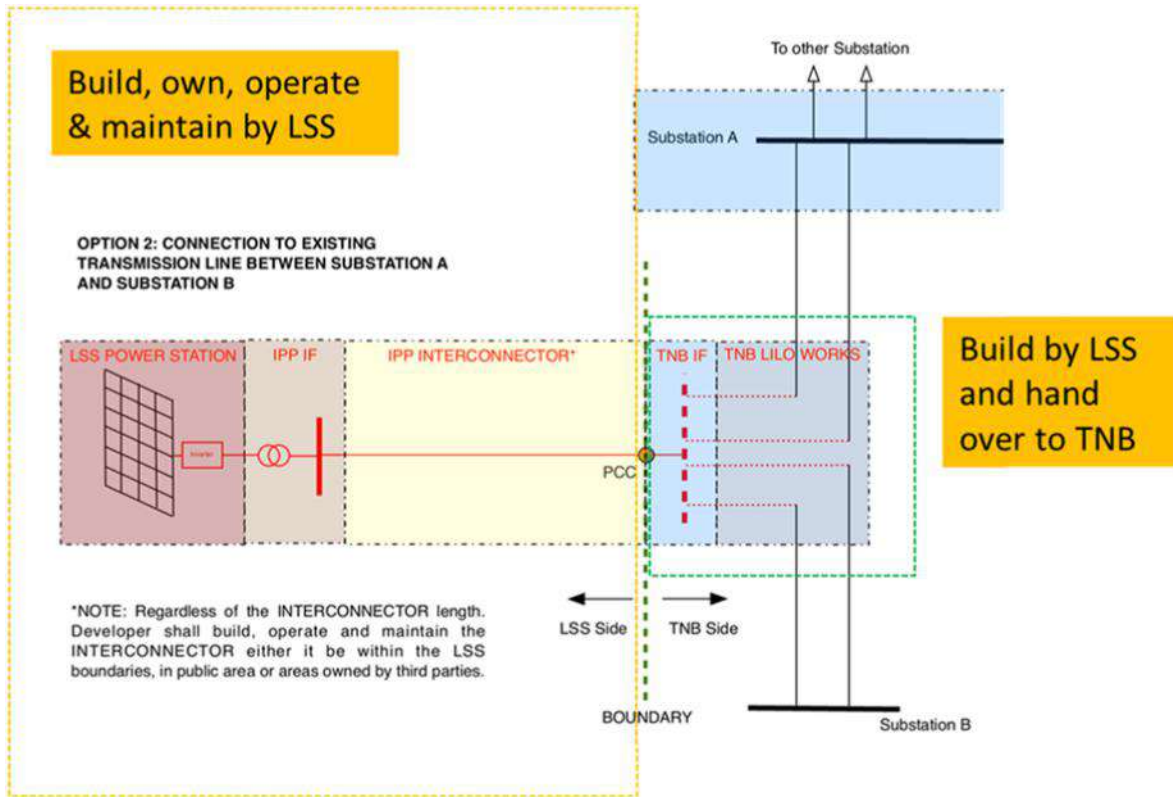 Build, own, operate
& maintain by LSS
To other Substation
Substation A
OPTION 2: CONNECTION TO EXISTING
TRANSMISSION LINE BETWEEN SUBSTATION A
AND SUBSTATION B
LSS POWER STATION
IPP IF
IPP INTERCONNECTOR*
TNB IF
TNB LILO WORKS
Build by LSS
and hand
over to TNB
PCC
*NOTE: Regardless of the INTERCONNECTOR length.
Developer shall build, operate and maintain the
INTERCONNECTOR either it be within the LSS
boundaries, in public area or areas owned by third parties.
LSS Side
TNB Side
BOUNDARY
Substation B